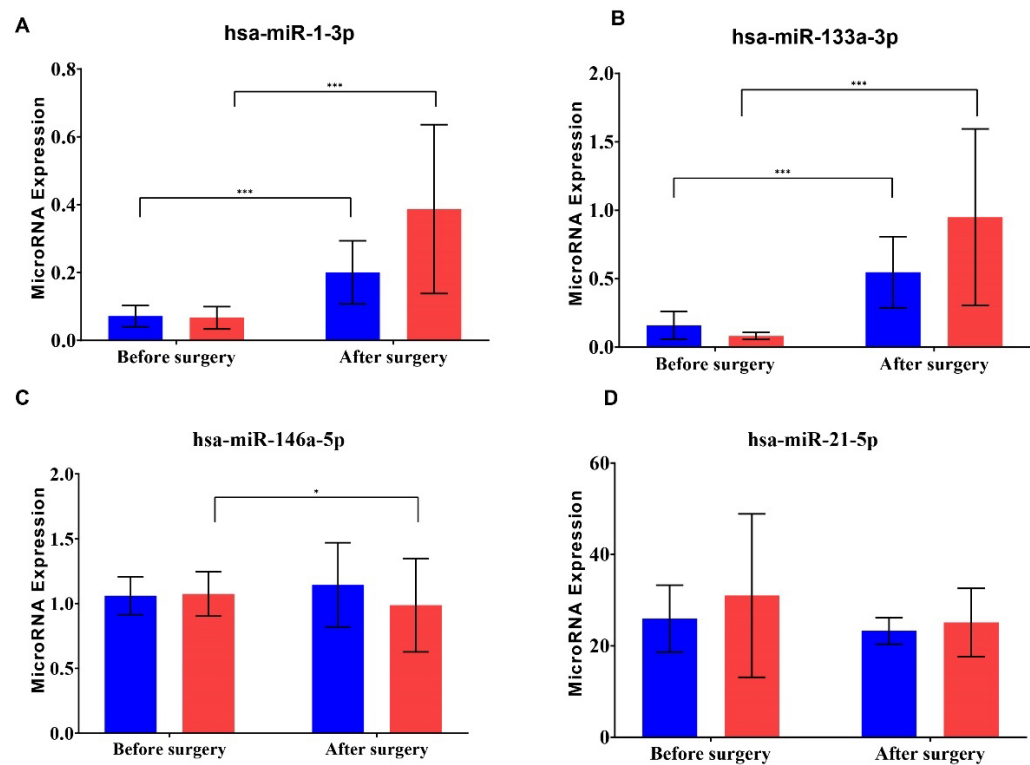 A
hsa-miR-1-3p
MicroRNA Expression
0.8
0.6
0.4
0.2
0.0
***
***
Before surgery
After surgery
B
hsa-miR-133a-3p
MicroRNA Expression
2.0
1.5
1.0
0.5
0.0
***
***
Before surgery
After surgery
C
hsa-miR-146a-5p
MicroRNA Expression
2.0
1.5
1.0
0.5
0.0
*
Before surgery
After surgery
D
hsa-miR-21-5p
MicroRNA Expression
60
40
20
0
Before surgery
After surgery